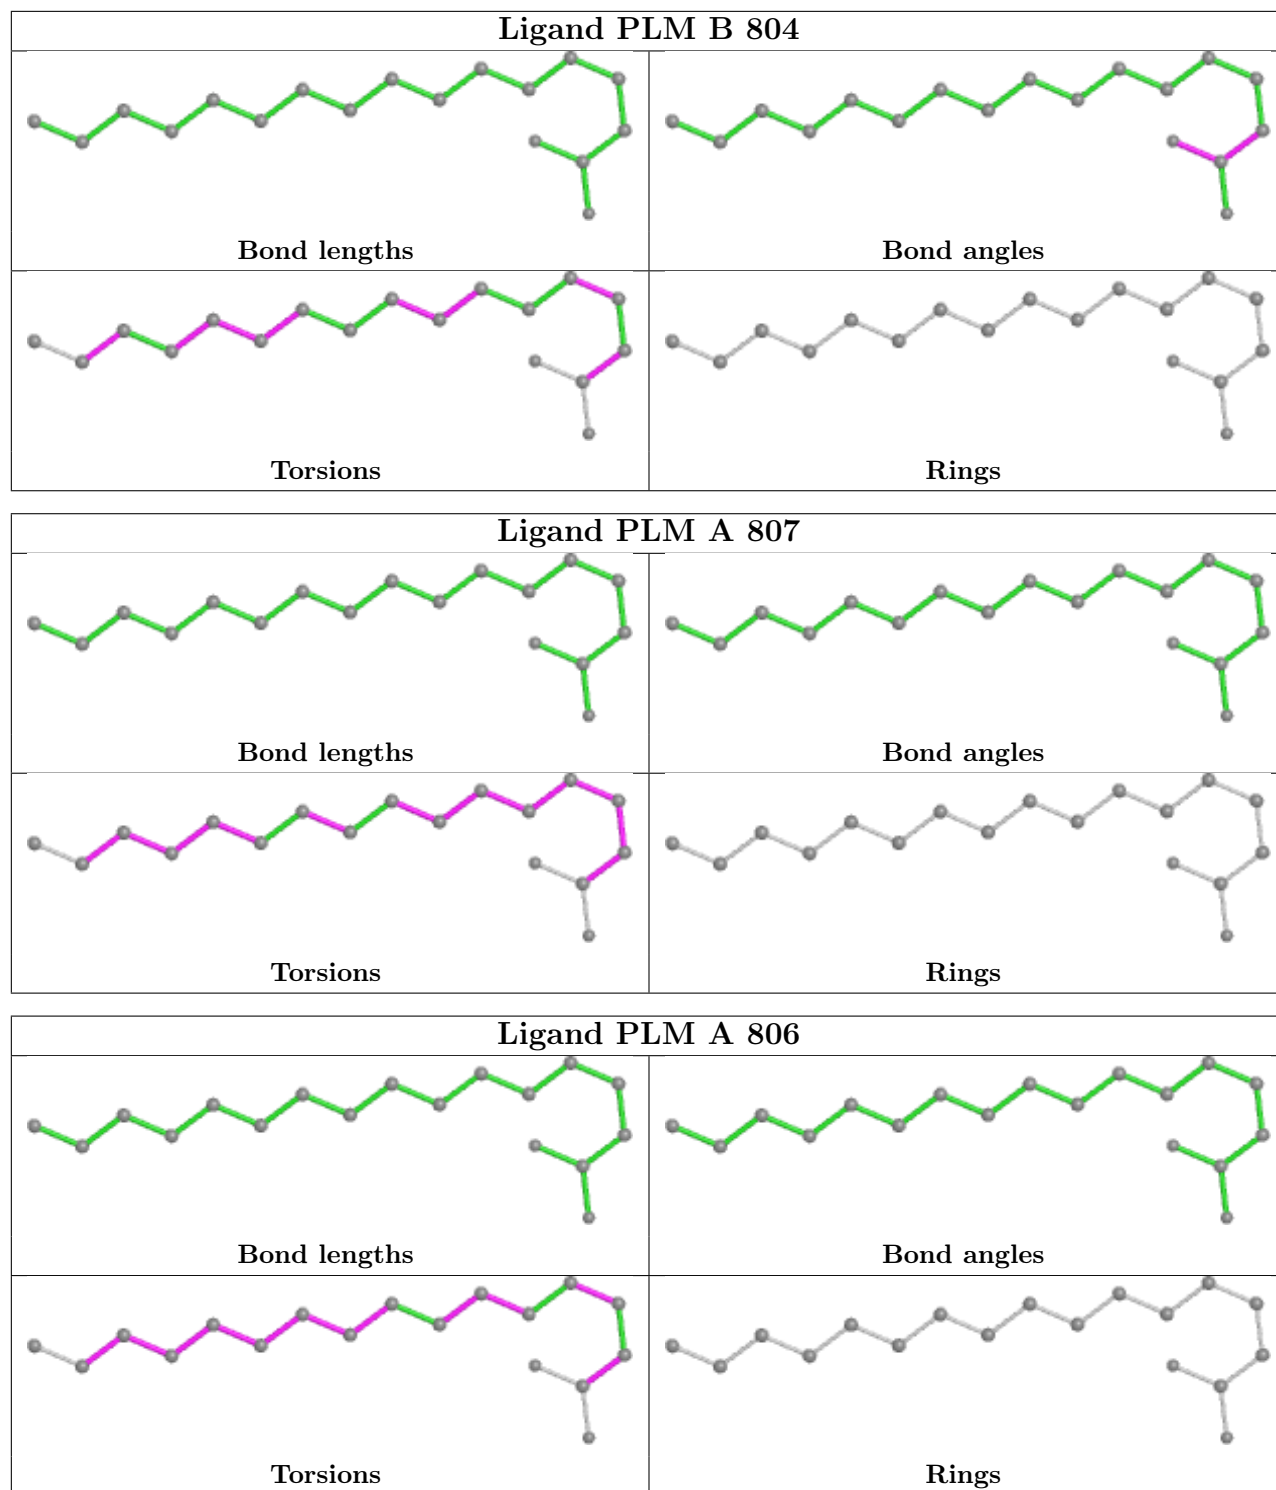 Ligand PLM B 804
Bond lengths
Bond angles
Torsions
Rings
Ligand PLM A 807
Bond lengths
Bond angles
Torsions
Rings
Ligand PLM A 806
Bond lengths
Bond angles
Torsions
Rings